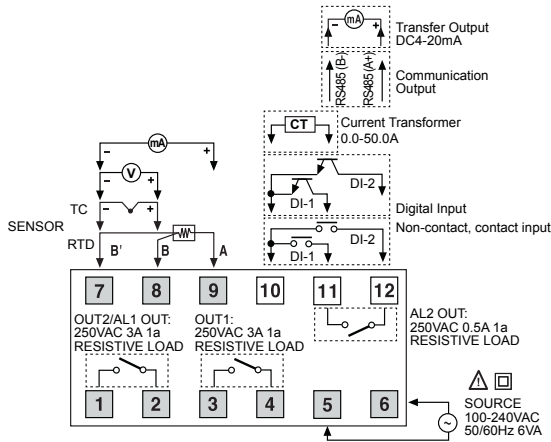 - mA +
Transfer Output
DC4-20mA
RS485(B-)
RS485(A+)
Communication
Output
CT
Current Transformer
0.0-50.0A
- mA +
- V +
DI-2
DI-1
Digital Input
Non-contact, contact input
DI-2
DI-1
TC - +
SENSOR
RTD B' B A
7 8 9 10 11 12
OUT2/AL1 OUT:
250VAC 3A 1a
RESISTIVE LOAD
OUT1:
250VAC 3A 1a
RESISTIVE LOAD
AL2 OUT:
250VAC 0.5A 1a
RESISTIVE LOAD
1 2 3 4 5 6
SOURCE
100-240VAC
50/60Hz 6VA